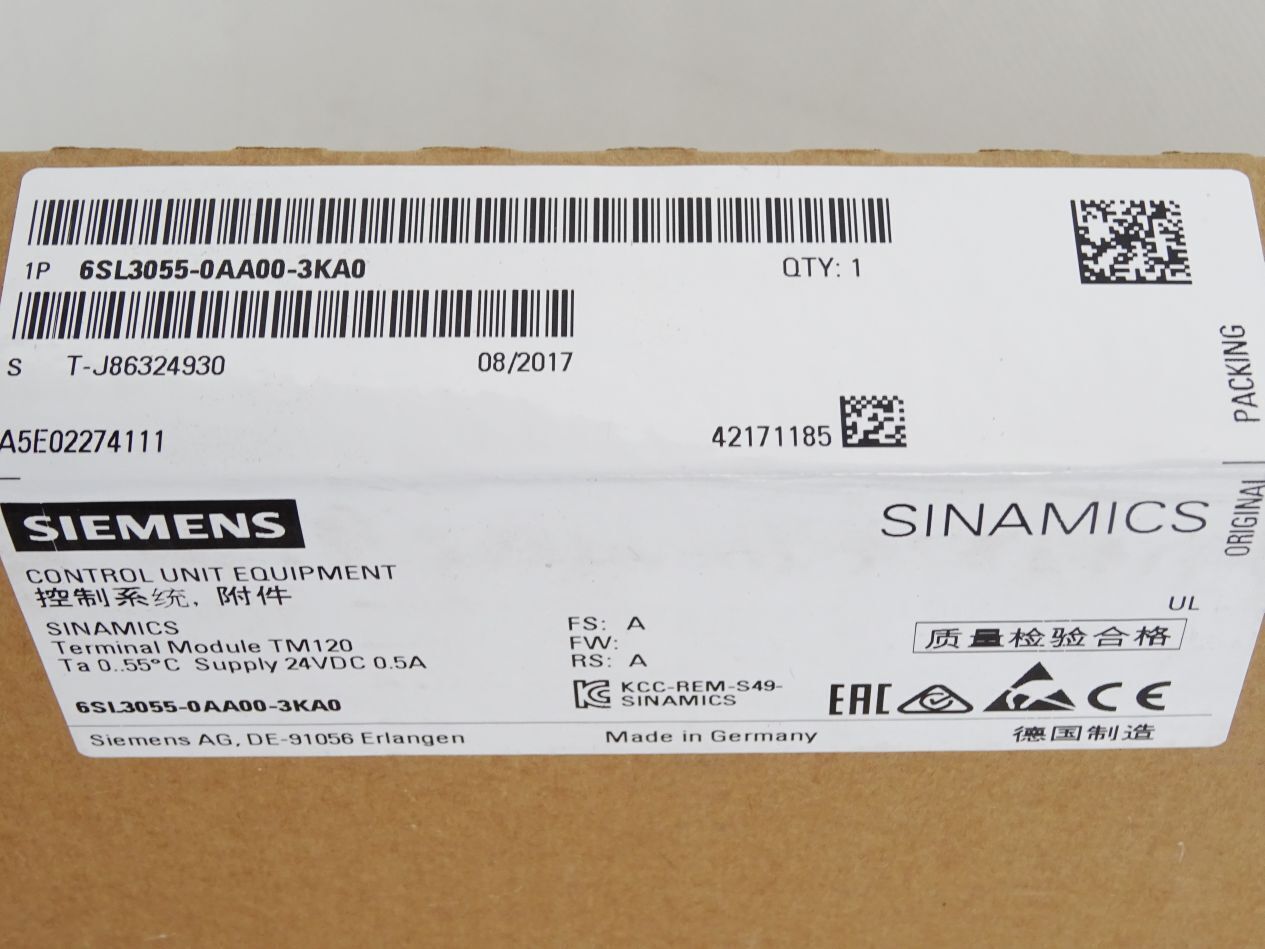 1P 6SL3055-0AA00-3KA0 QTY: 1
S T-J86324930 08/2017
A5E02274111 42171185
PACKING
ORIGINAL
SIEMENS SINAMICS
CONTROL UNIT EQUIPMENT
控制系统, 附件
UL
SINAMICS FS: A
Terminal Module TM120 FW:
Ta 0..55°C Supply 24VDC 0.5A RS: A
质量检验合格
KCC-REM-S49-
SINAMICS
EAC CE
6SL3055-0AA00-3KA0
Siemens AG, DE-91056 Erlangen Made in Germany 德国制造